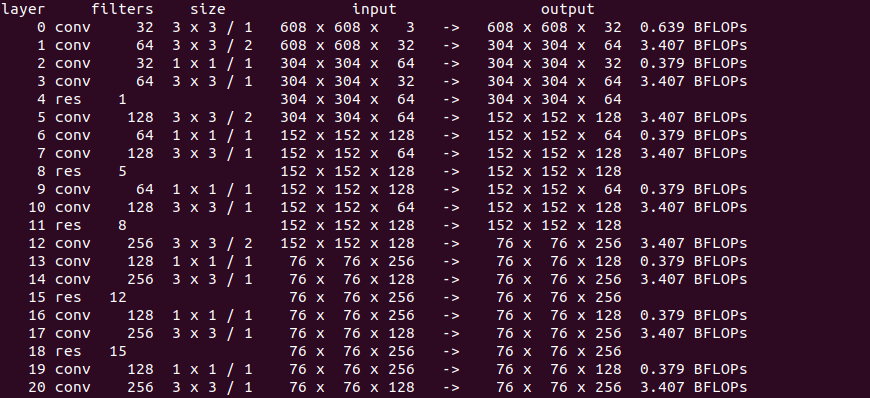 layer     filters    size              input                output
    0 conv     32  3 x 3 / 1   608 x 608 x   3   ->   608 x 608 x  32  0.639 BFLOPs
    1 conv     64  3 x 3 / 2   608 x 608 x  32   ->   304 x 304 x  64  3.407 BFLOPs
    2 conv     32  1 x 1 / 1   304 x 304 x  64   ->   304 x 304 x  32  0.379 BFLOPs
    3 conv     64  3 x 3 / 1   304 x 304 x  32   ->   304 x 304 x  64  3.407 BFLOPs
    4 res    1                 304 x 304 x  64   ->   304 x 304 x  64
    5 conv    128  3 x 3 / 2   304 x 304 x  64   ->   152 x 152 x 128  3.407 BFLOPs
    6 conv     64  1 x 1 / 1   152 x 152 x 128   ->   152 x 152 x  64  0.379 BFLOPs
    7 conv    128  3 x 3 / 1   152 x 152 x  64   ->   152 x 152 x 128  3.407 BFLOPs
    8 res    5                 152 x 152 x 128   ->   152 x 152 x 128
    9 conv     64  1 x 1 / 1   152 x 152 x 128   ->   152 x 152 x  64  0.379 BFLOPs
   10 conv    128  3 x 3 / 1   152 x 152 x  64   ->   152 x 152 x 128  3.407 BFLOPs
   11 res    8                 152 x 152 x 128   ->   152 x 152 x 128
   12 conv    256  3 x 3 / 2   152 x 152 x 128   ->    76 x  76 x 256  3.407 BFLOPs
   13 conv    128  1 x 1 / 1    76 x  76 x 256   ->    76 x  76 x 128  0.379 BFLOPs
   14 conv    256  3 x 3 / 1    76 x  76 x 128   ->    76 x  76 x 256  3.407 BFLOPs
   15 res   12                  76 x  76 x 256   ->    76 x  76 x 256
   16 conv    128  1 x 1 / 1    76 x  76 x 256   ->    76 x  76 x 128  0.379 BFLOPs
   17 conv    256  3 x 3 / 1    76 x  76 x 128   ->    76 x  76 x 256  3.407 BFLOPs
   18 res   15                  76 x  76 x 256   ->    76 x  76 x 256
   19 conv    128  1 x 1 / 1    76 x  76 x 256   ->    76 x  76 x 128  0.379 BFLOPs
   20 conv    256  3 x 3 / 1    76 x  76 x 128   ->    76 x  76 x 256  3.407 BFLOPs